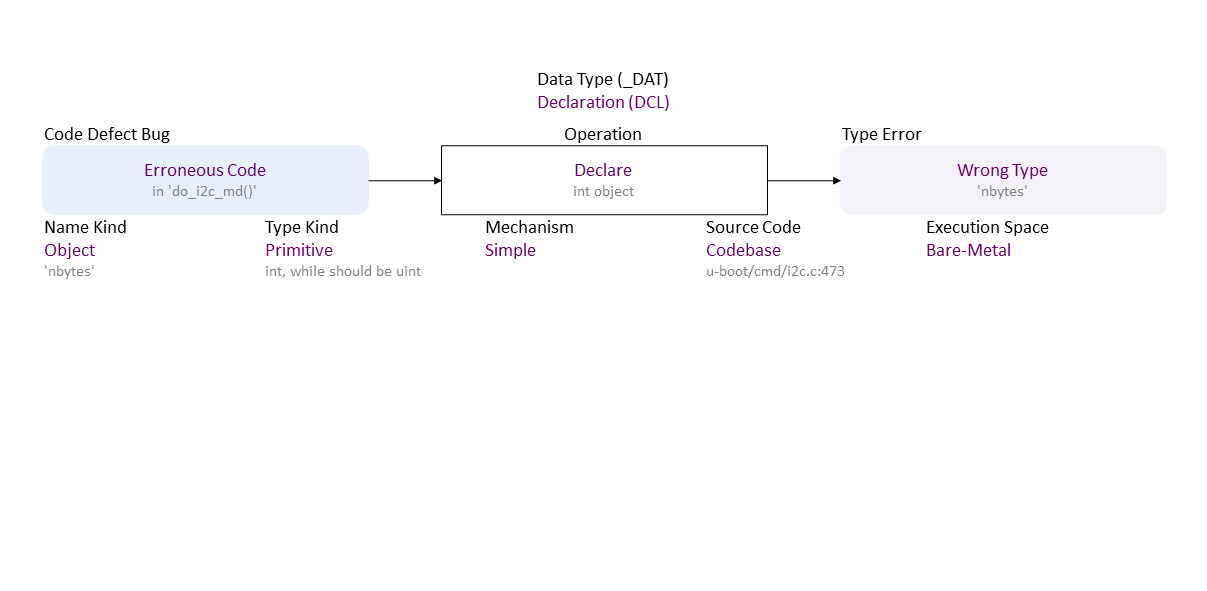 Data Type (_DAT)
Declaration (DCL)
Code Defect Bug
Operation
Type Error
Erroneous Code
in 'do_i2c_md()'
Declare
int object
Wrong Type
'nbytes'
Name Kind
Object
'nbytes'
Type Kind
Primitive
int, while should be uint
Mechanism
Simple
Source Code
Codebase
u-boot/cmd/i2c.c:473
Execution Space
Bare-Metal